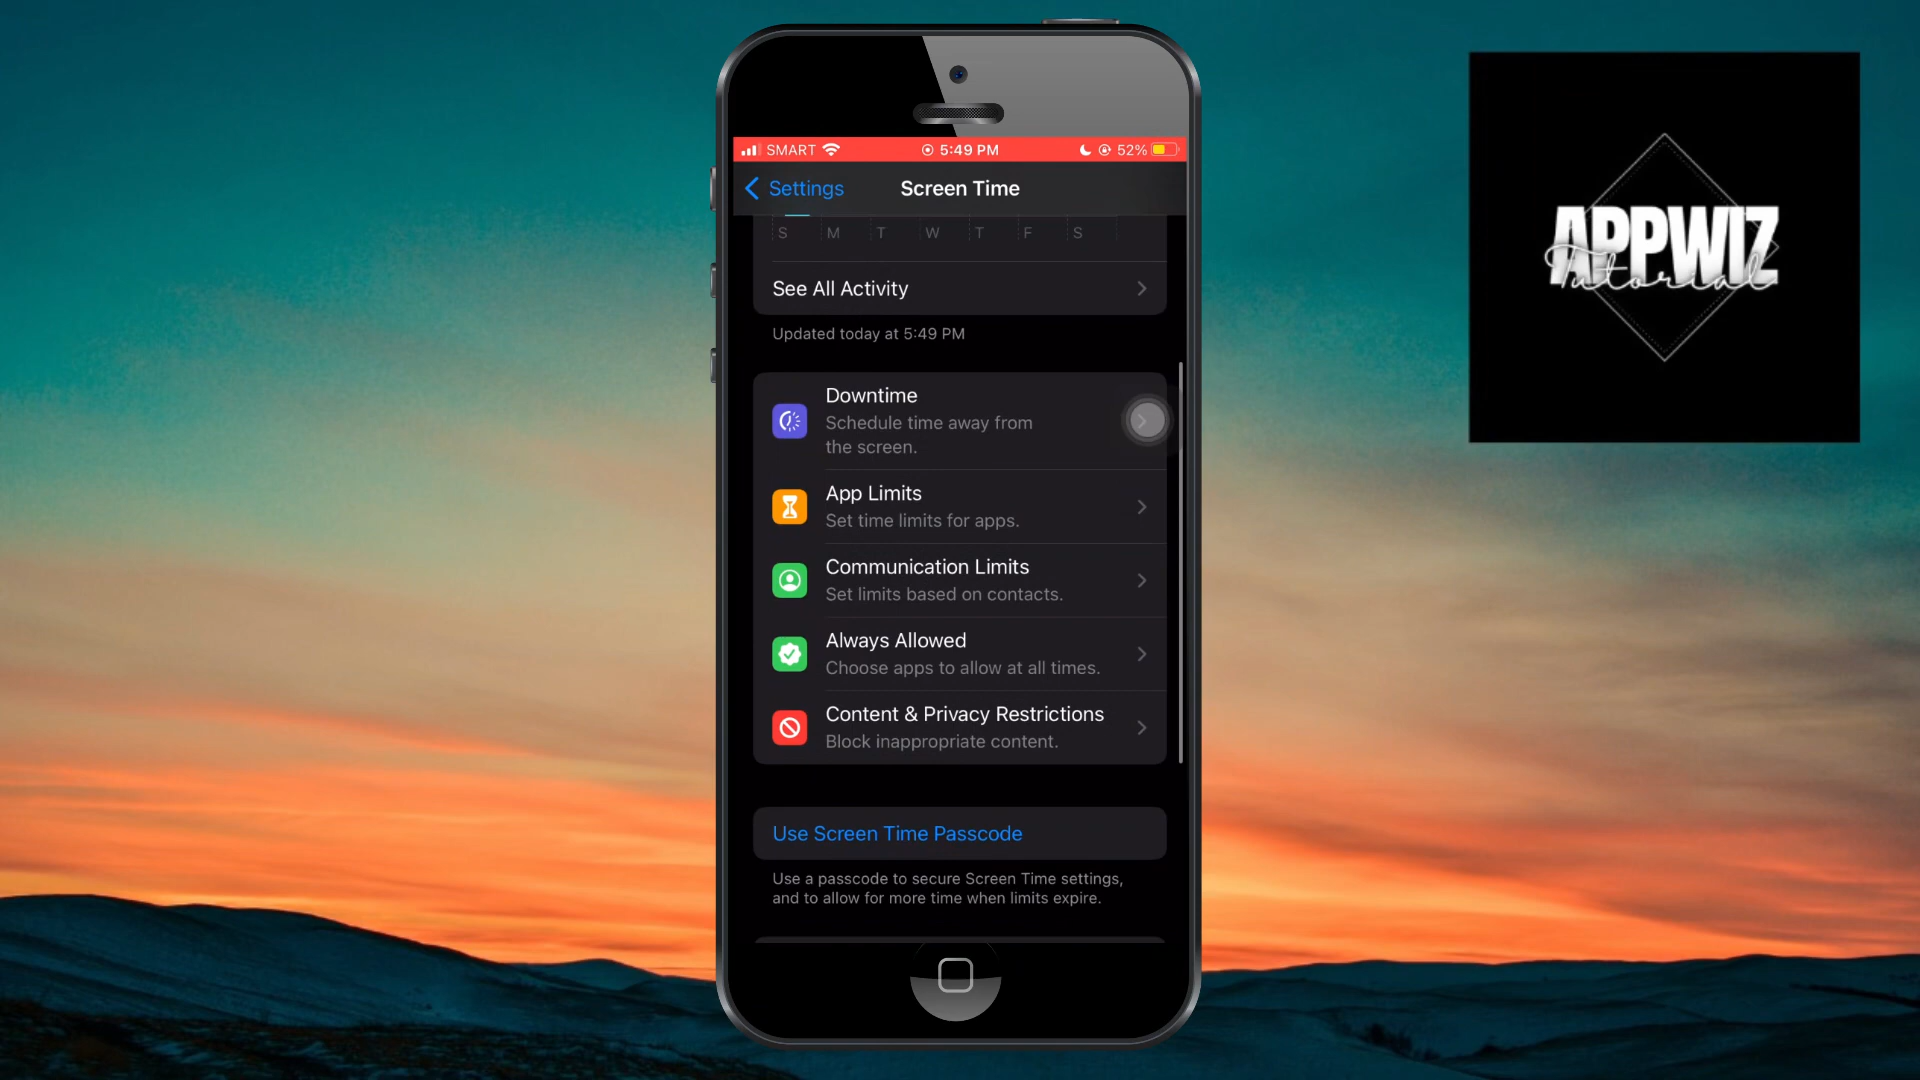 SMART 5:49 PM 52%
Settings Screen Time
S M T W T F S
See All Activity
Updated today at 5:49 PM
Downtime
Schedule time away from
the screen.
App Limits
Set time limits for apps.
Communication Limits
Set limits based on contacts.
Always Allowed
Choose apps to allow at all times.
Content & Privacy Restrictions
Block inappropriate content.
Use Screen Time Passcode
Use a passcode to secure Screen Time settings,
and to allow for more time when limits expire.
APPWIZ
Tutorial